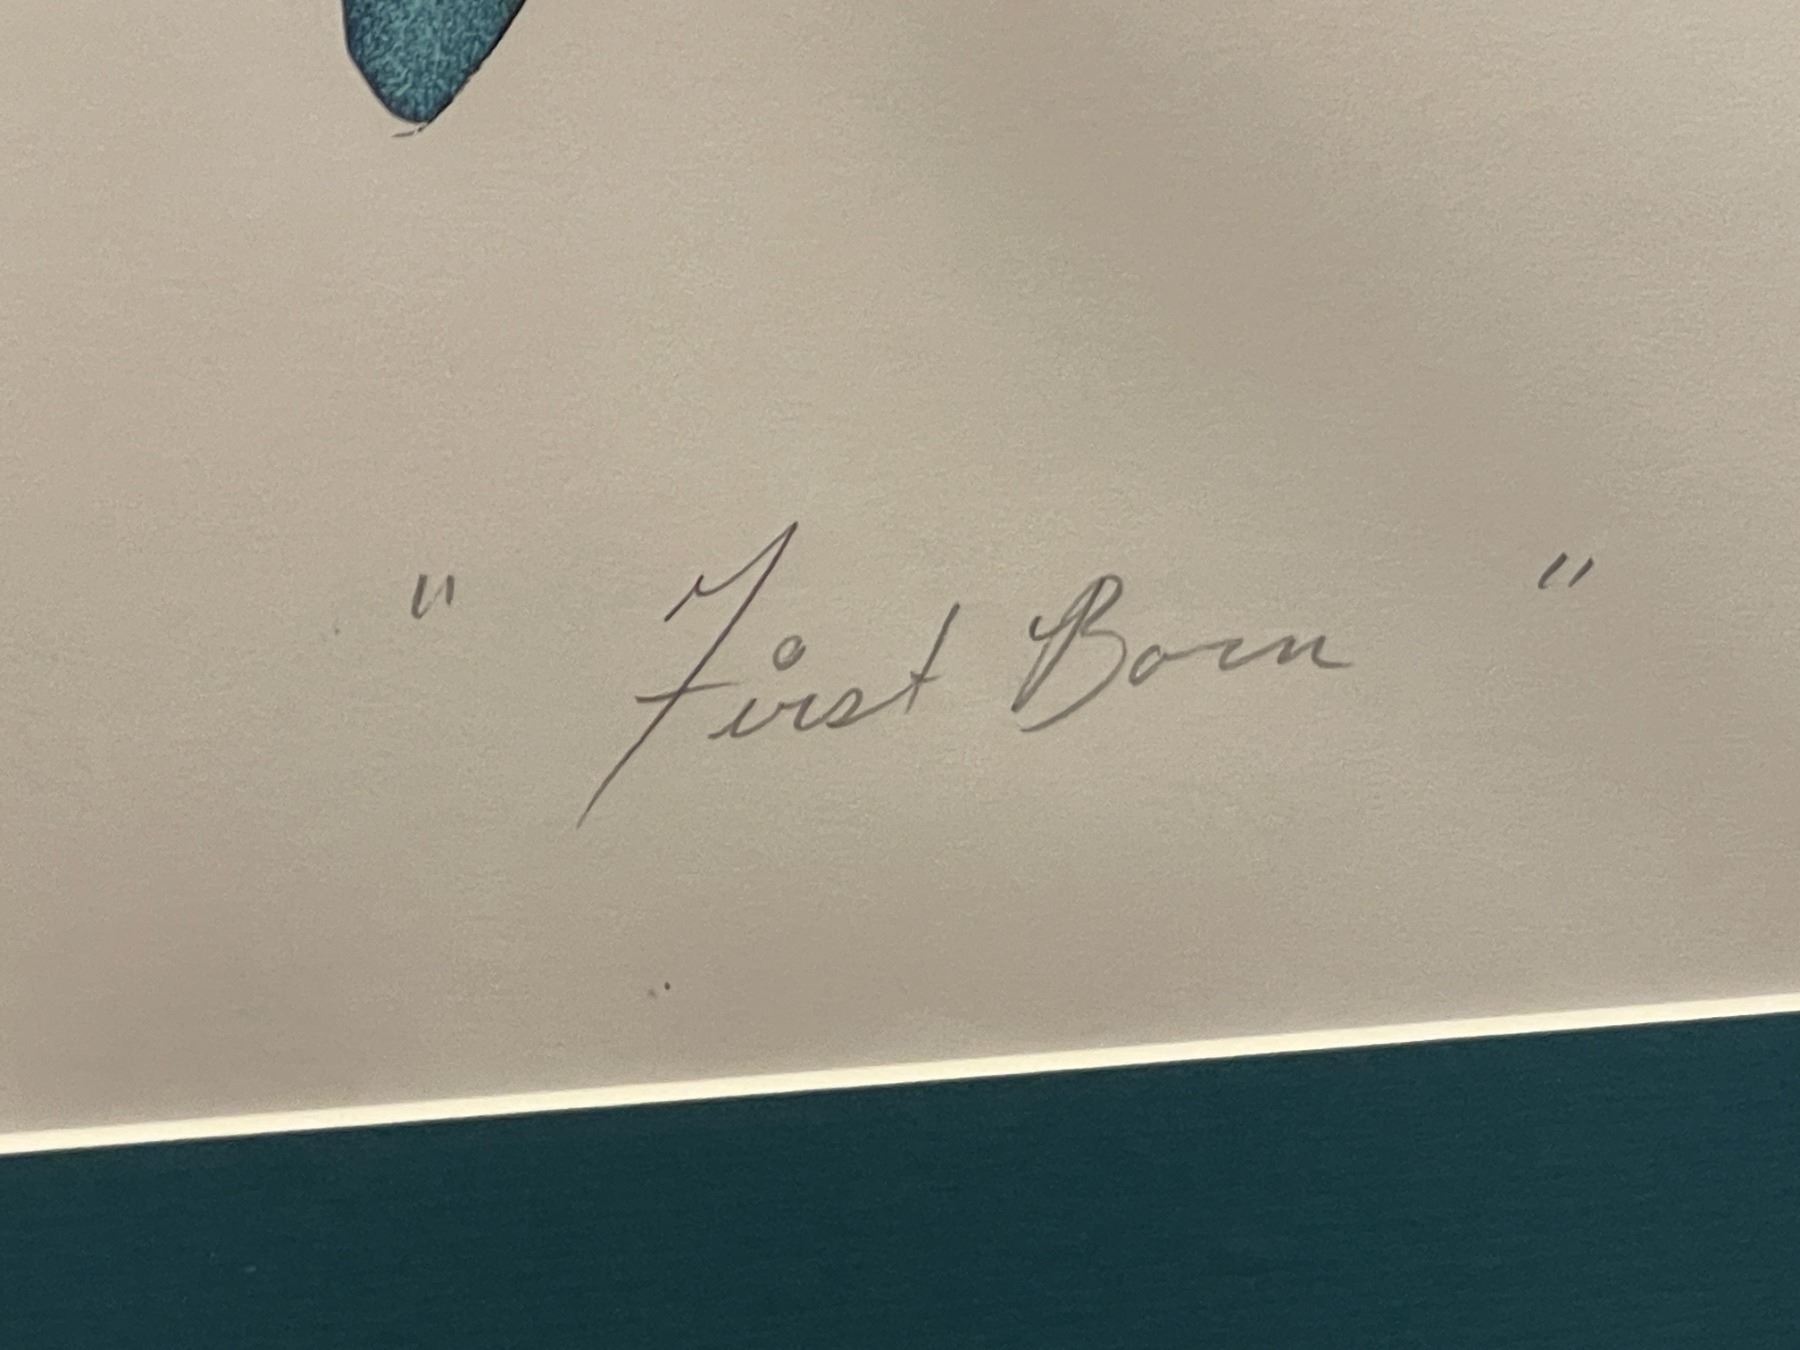 " First Born "